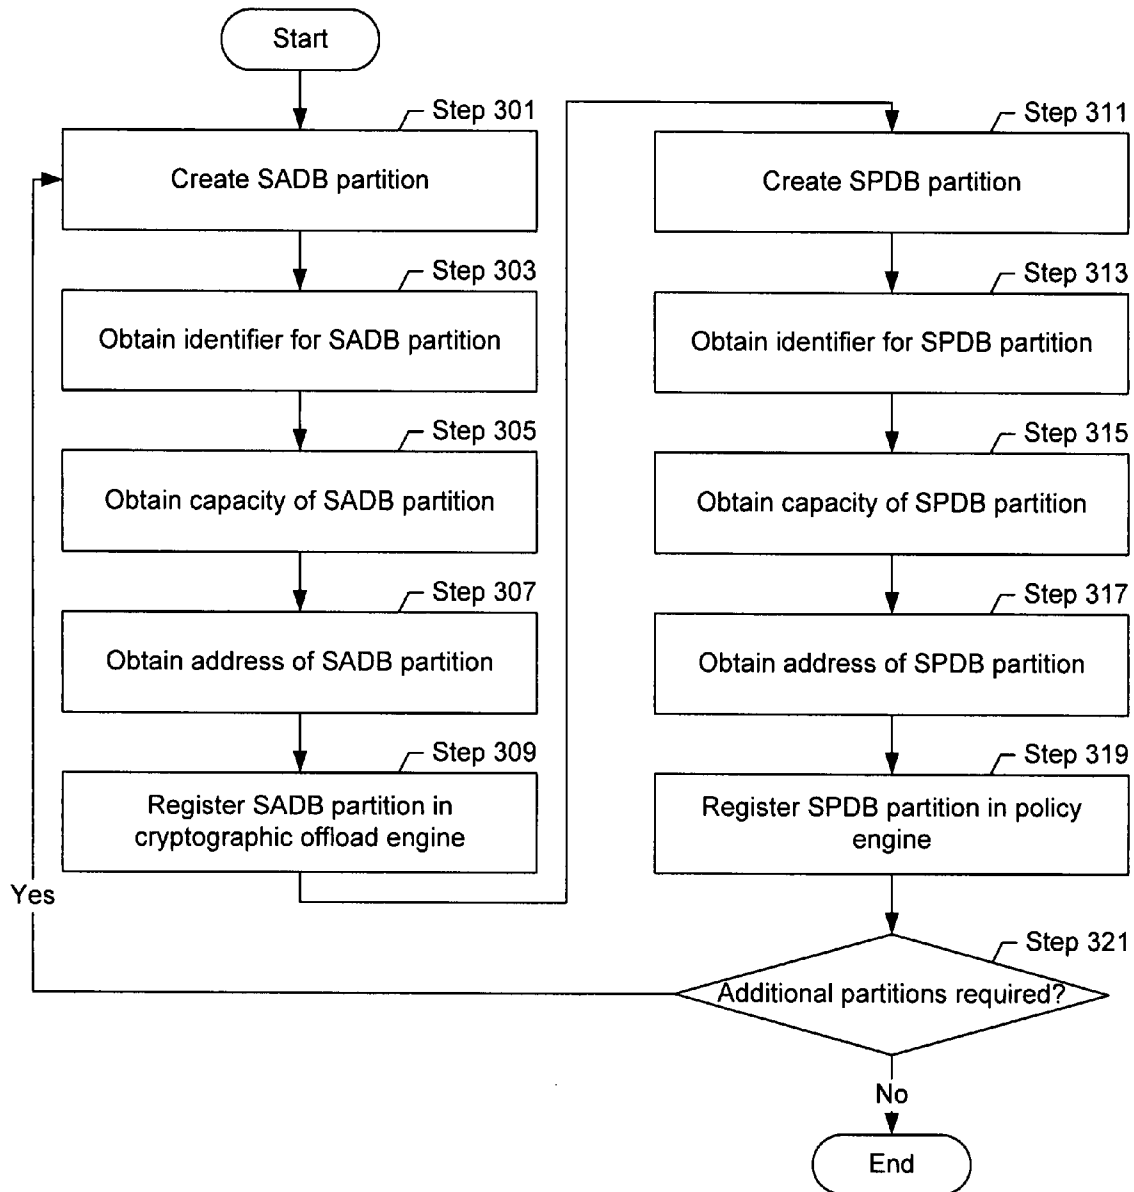 Start
Step 301
Create SADB partition
Step 303
Obtain identifier for SADB partition
Step 305
Obtain capacity of SADB partition
Step 307
Obtain address of SADB partition
Step 309
Register SADB partition in
cryptographic offload engine
Step 311
Create SPDB partition
Step 313
Obtain identifier for SPDB partition
Step 315
Obtain capacity of SPDB partition
Step 317
Obtain address of SPDB partition
Step 319
Register SPDB partition in policy
engine
Step 321
Additional partitions required?
Yes
No
End